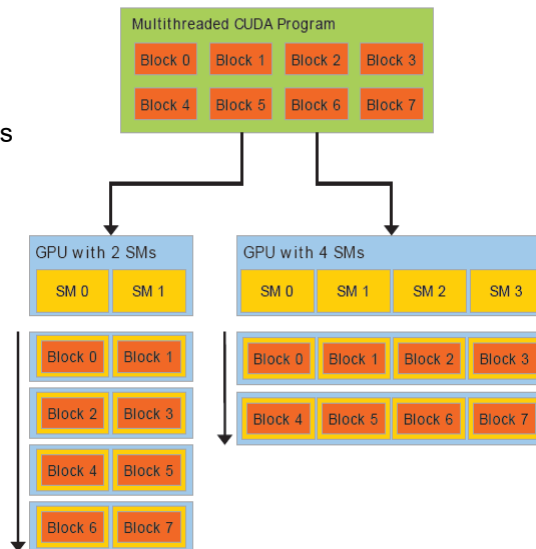 Multithreaded CUDA Program
Block 0 Block 1 Block 2 Block 3
Block 4 Block 5 Block 6 Block 7
s
GPU with 2 SMs
SM 0 SM 1
Block 0 Block 1
Block 2 Block 3
Block 4 Block 5
Block 6 Block 7
GPU with 4 SMs
SM 0 SM 1 SM 2 SM 3
Block 0 Block 1 Block 2 Block 3
Block 4 Block 5 Block 6 Block 7